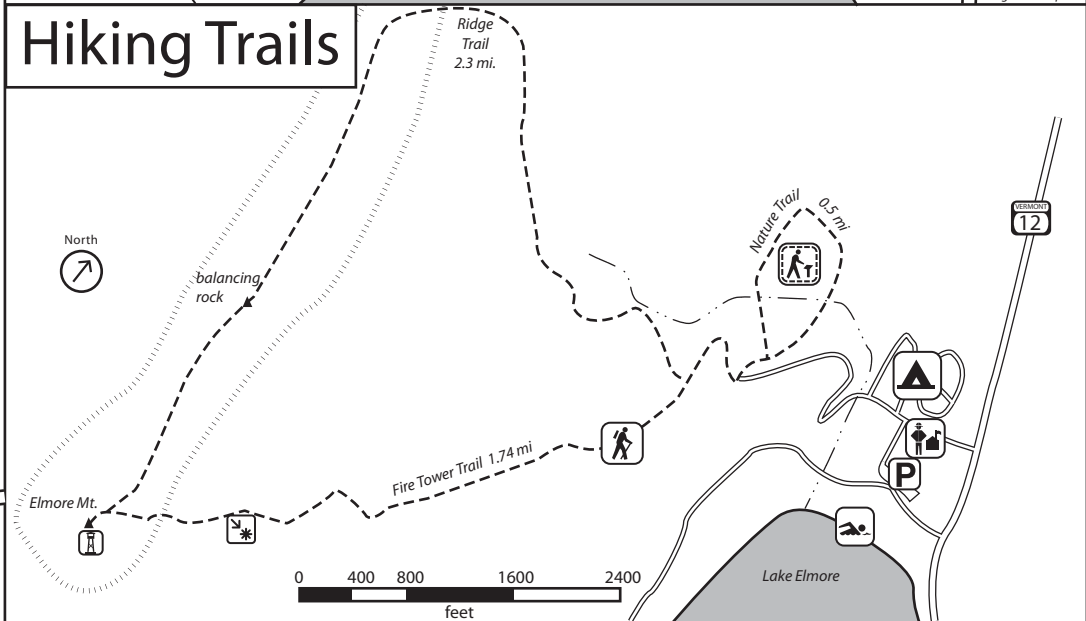 Hiking Trails
Ridge
Trail
2.3 mi.
North
balancing
rock
Nature Trail
0.5 mi
VERMONT
12
Elmore Mt.
Fire Tower Trail 1.74 mi
P
Lake Elmore
0 400 800 1600 2400
feet